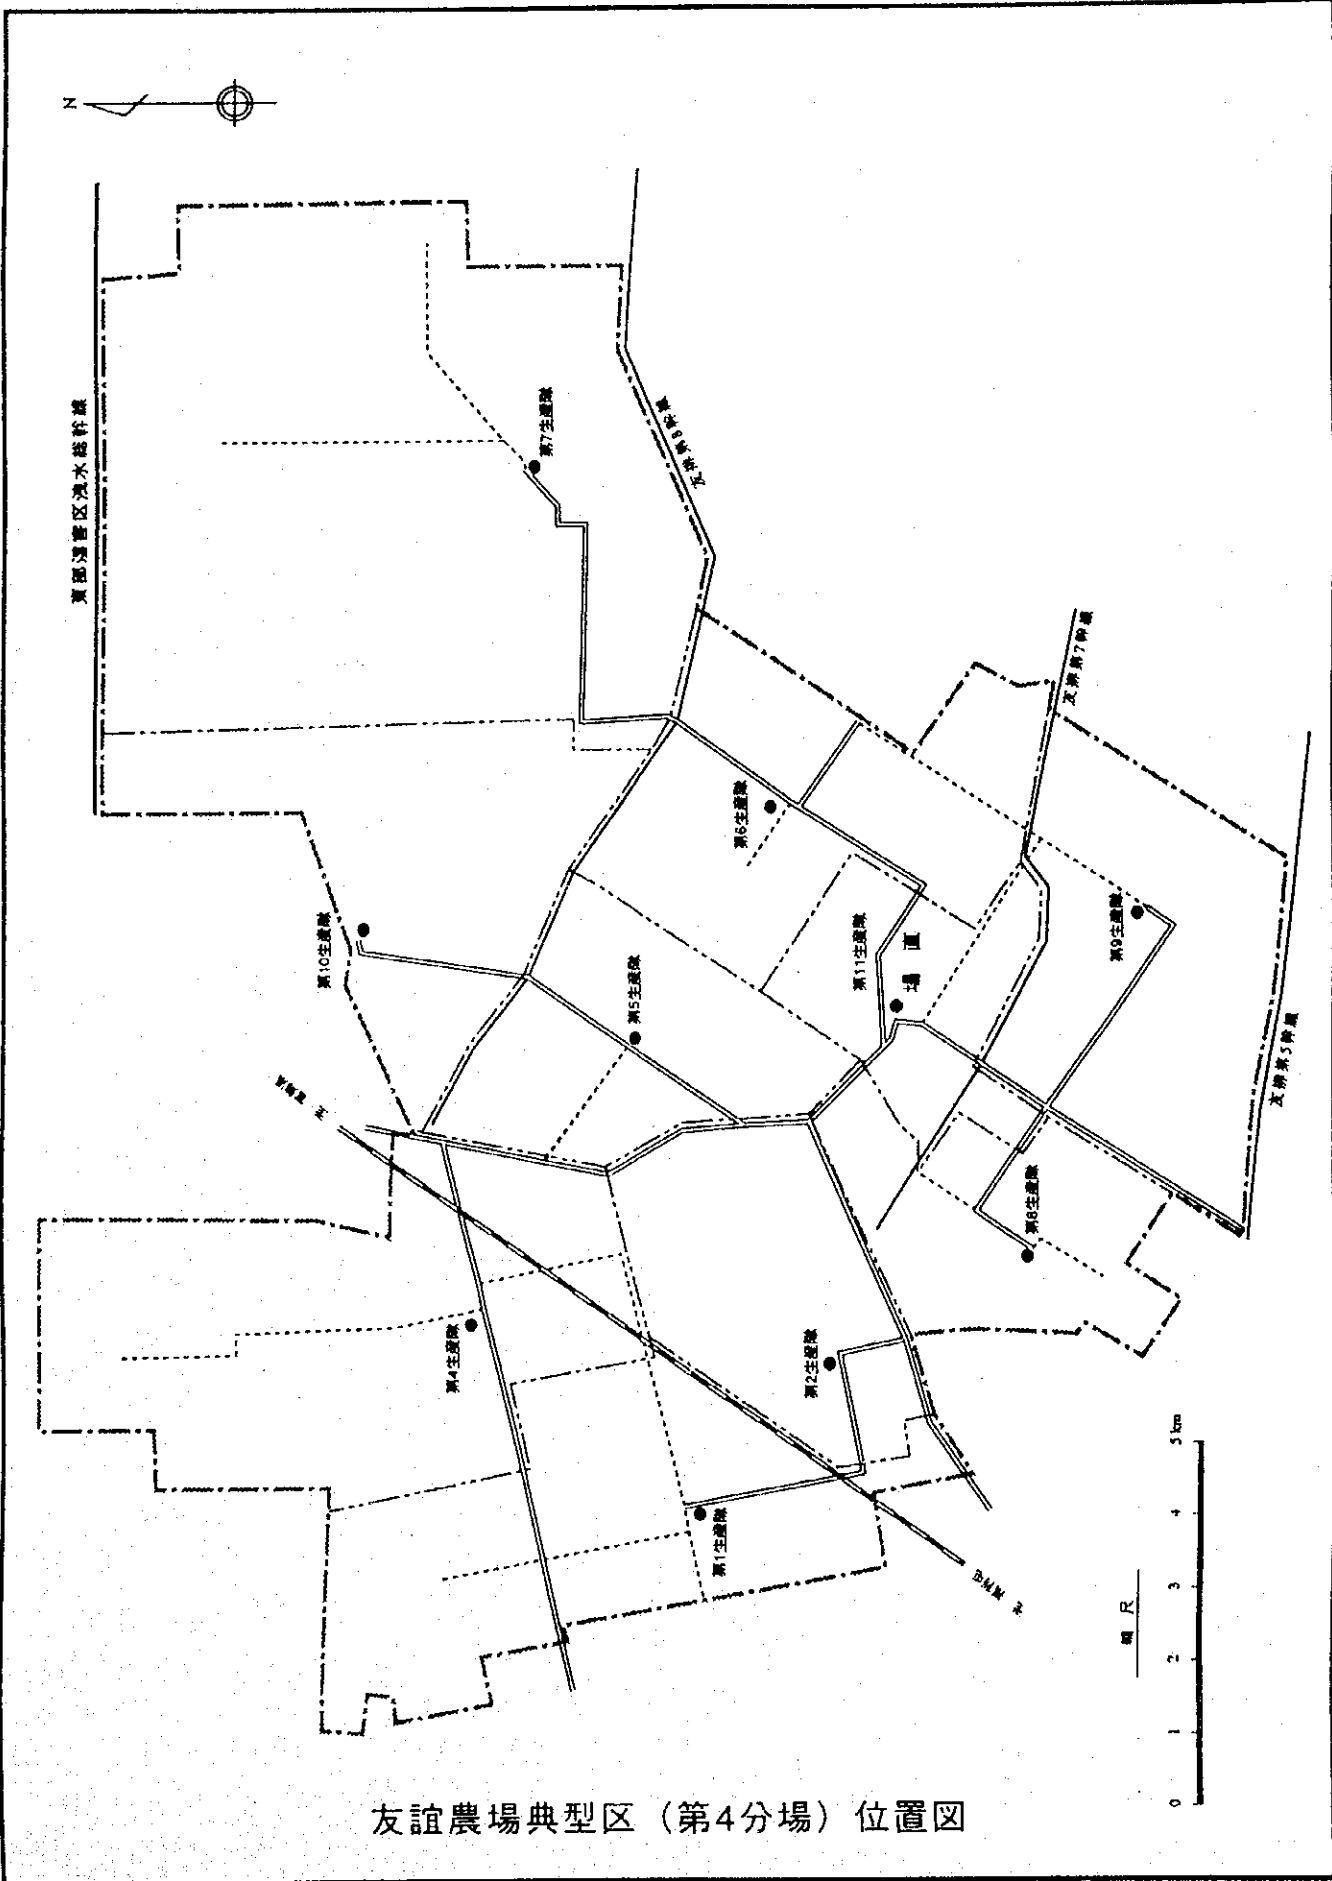 N
東部澇區区洩水総幹線
第7生産隊
友排第8幹線
友排第7幹線
第6生産隊
第10生産隊
第5生産隊
第11生産隊
場直
第9生産隊
友排第5幹線
第8生産隊
第4生産隊
第2生産隊
第1生産隊
縮尺
0 1 2 3 4 5km
友誼農場典型区（第4分場）位置図